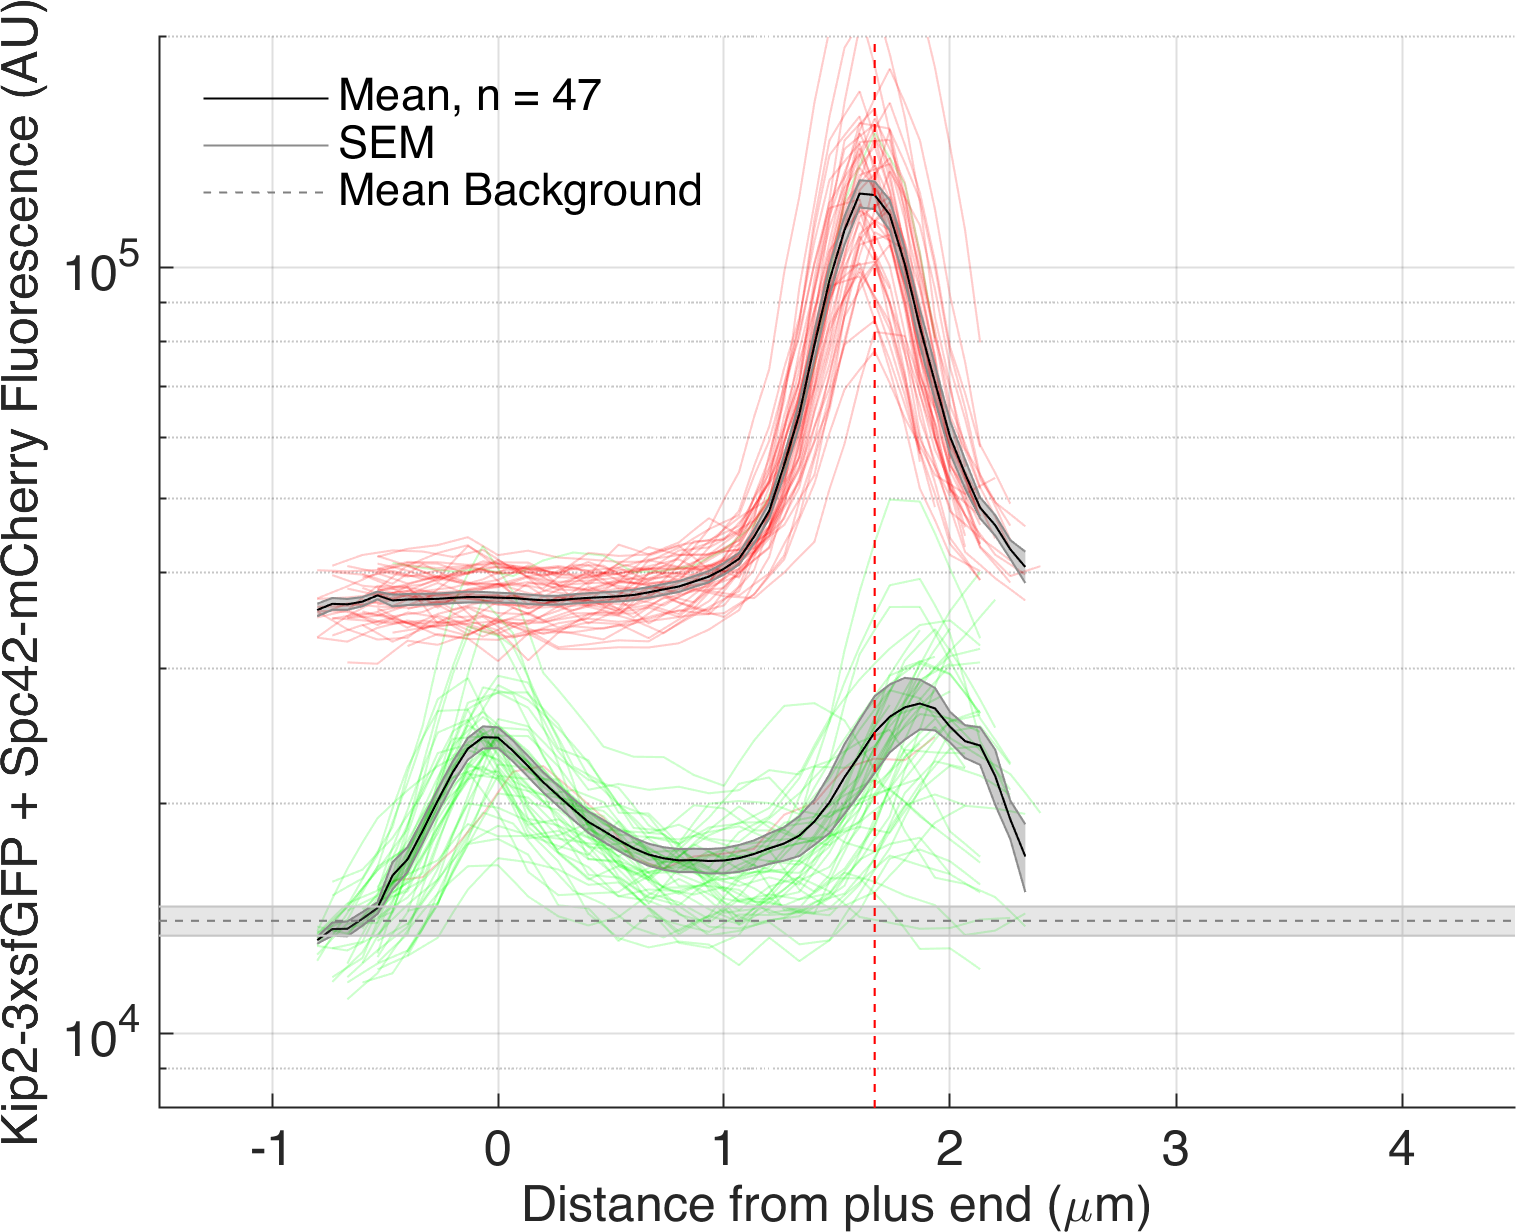 Kip2-3xsfGFP + Spc42-mCherry Fluorescence (AU)
Mean, n = 47
SEM
Mean Background
10^5
10^4
-1 0 1 2 3 4
Distance from plus end (μm)